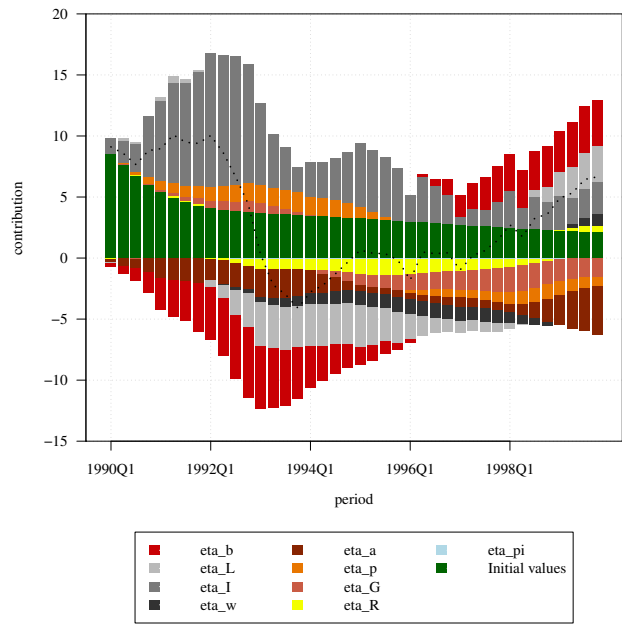 20
15
10
5
0
−5
−10
−15
contribution
1990Q1 1992Q1 1994Q1 1996Q1 1998Q1
period
eta_b eta_a eta_pi
eta_L eta_p Initial values
eta_I eta_G
eta_w eta_R